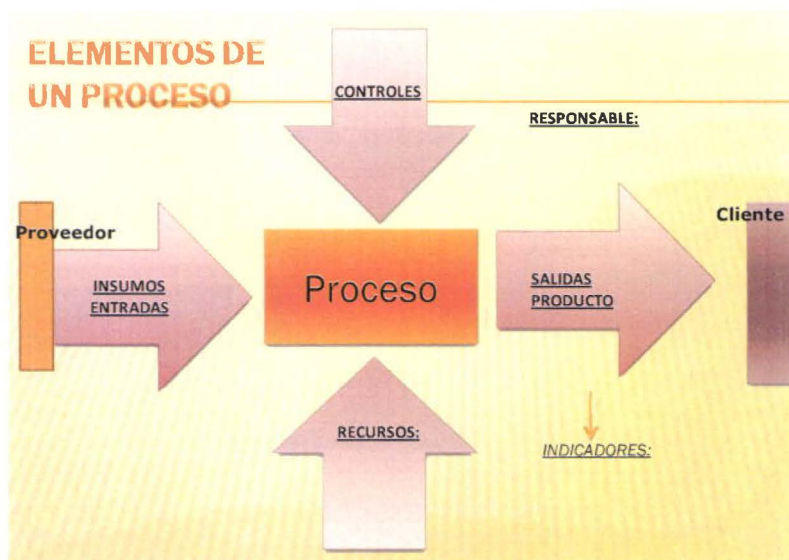 ELEMENTOS DE
UN PROCESO
CONTROLES
RESPONSABLE:
Proveedor
Cliente
INSUMOS
ENTRADAS
Proceso
SALIDAS
PRODUCTO
RECURSOS:
INDICADORES: